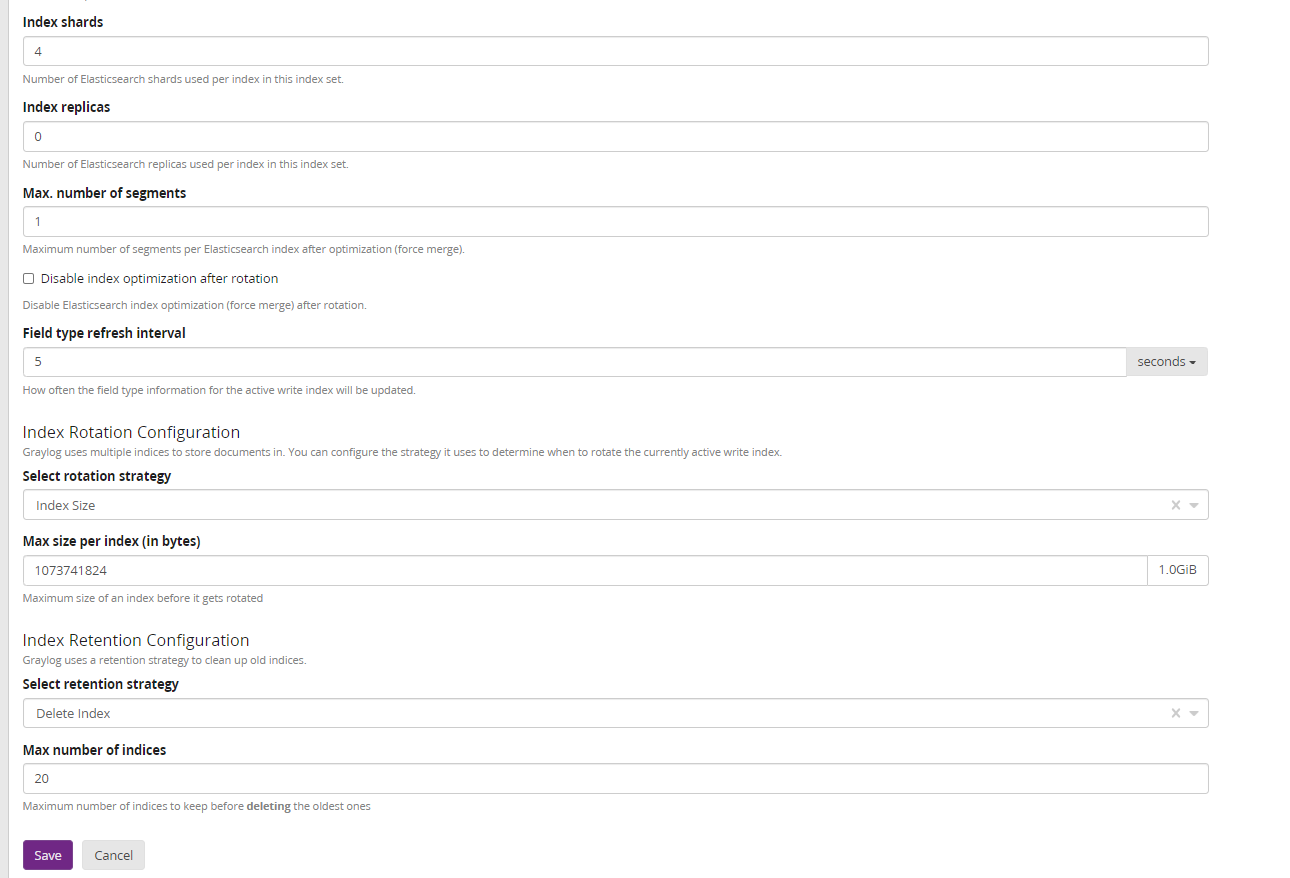 Index shards
4
Number of Elasticsearch shards used per index in this index set.
Index replicas
0
Number of Elasticsearch replicas used per index in this index set.
Max. number of segments
1
Maximum number of segments per Elasticsearch index after optimization (force merge).
Disable index optimization after rotation
Disable Elasticsearch index optimization (force merge) after rotation.
Field type refresh interval
5 seconds
How often the field type information for the active write index will be updated.
Index Rotation Configuration
Graylog uses multiple indices to store documents in. You can configure the strategy it uses to determine when to rotate the currently active write index.
Select rotation strategy
Index Size
Max size per index (in bytes)
1073741824 1.0GiB
Maximum size of an index before it gets rotated
Index Retention Configuration
Graylog uses a retention strategy to clean up old indices.
Select retention strategy
Delete Index
Max number of indices
20
Maximum number of indices to keep before deleting the oldest ones
Save Cancel